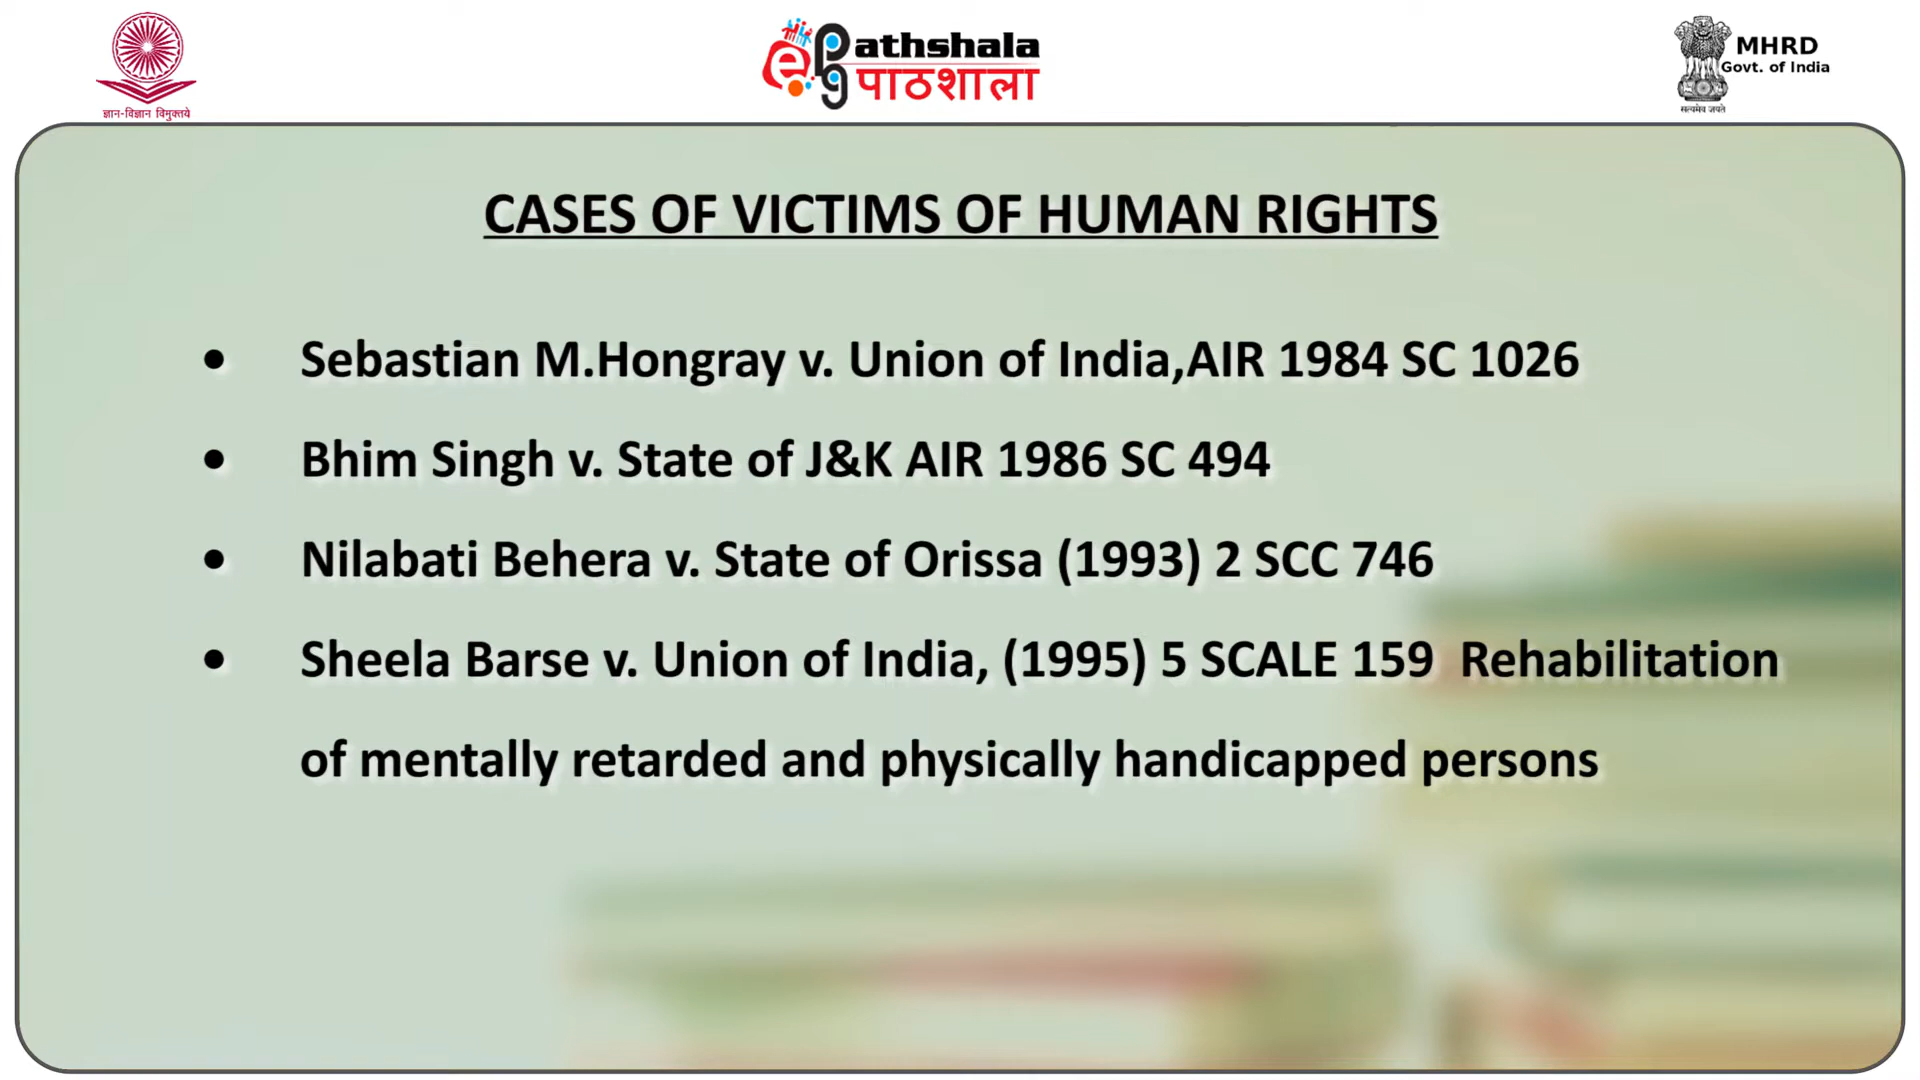 ज्ञान-विज्ञान विमुक्तये
e pg Pathshala
पाठशाला
MHRD
Govt. of India
सत्यमेव जयते
CASES OF VICTIMS OF HUMAN RIGHTS
• Sebastian M.Hongray v. Union of India,AIR 1984 SC 1026
• Bhim Singh v. State of J&K AIR 1986 SC 494
• Nilabati Behera v. State of Orissa (1993) 2 SCC 746
• Sheela Barse v. Union of India, (1995) 5 SCALE 159 Rehabilitation
of mentally retarded and physically handicapped persons